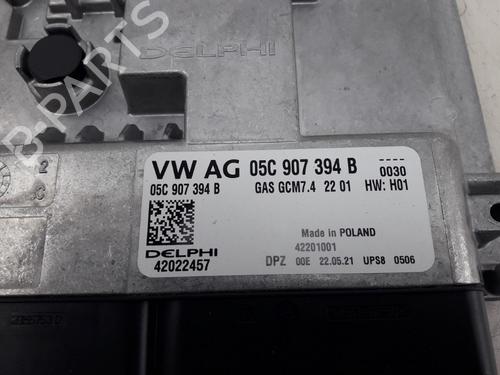 DELPHI
B-PARTS
VW AG 05C 907 394 B 0030
05C 907 394 B GAS GCM7.4 22 01 HW: H01
Made in POLAND
42201001
DELPHI
42022457 DPZ 00E 22.05.21 UPS8 0506